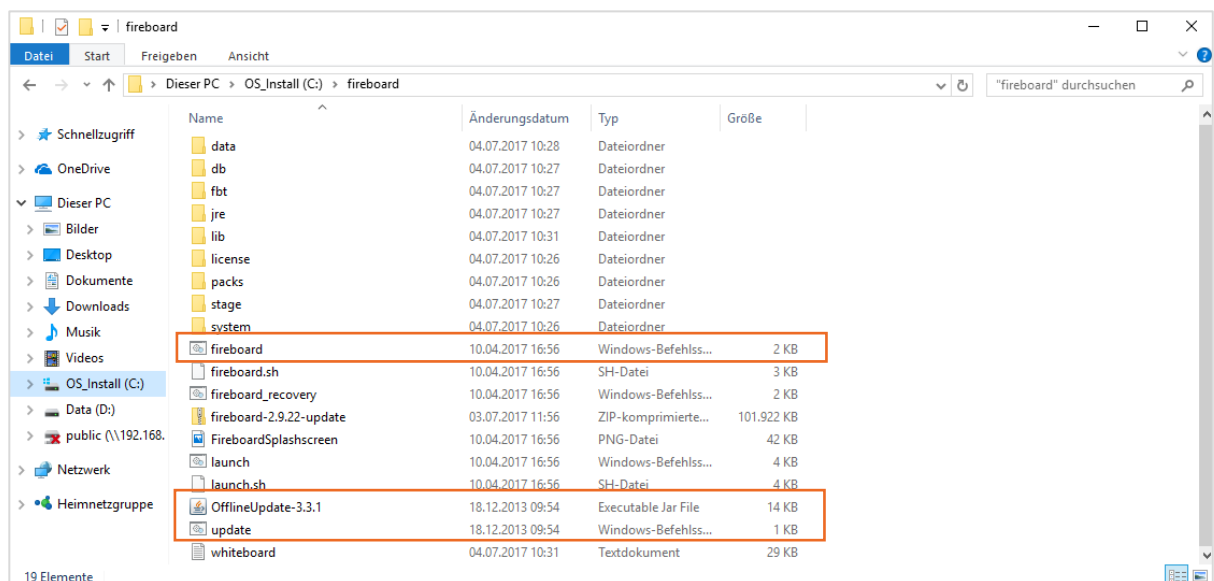 fireboard
Datei Start Freigeben Ansicht
Dieser PC > OS_Install (C:) > fireboard "fireboard" durchsuchen
Name Änderungsdatum Typ Größe
Schnellzugriff
OneDrive
Dieser PC
Bilder
Desktop
Dokumente
Downloads
Musik
Videos
OS_Install (C:)
Data (D:)
public (\\192.168.
Netzwerk
Heimnetzgruppe
data 04.07.2017 10:28 Dateiordner
db 04.07.2017 10:27 Dateiordner
fbt 04.07.2017 10:27 Dateiordner
jre 04.07.2017 10:27 Dateiordner
lib 04.07.2017 10:31 Dateiordner
license 04.07.2017 10:26 Dateiordner
packs 04.07.2017 10:26 Dateiordner
stage 04.07.2017 10:27 Dateiordner
system 04.07.2017 10:26 Dateiordner
fireboard 10.04.2017 16:56 Windows-Befehlss... 2 KB
fireboard.sh 10.04.2017 16:56 SH-Datei 3 KB
fireboard_recovery 10.04.2017 16:56 Windows-Befehlss... 2 KB
fireboard-2.9.22-update 03.07.2017 11:56 ZIP-komprimierte... 101.922 KB
FireboardSplashscreen 10.04.2017 16:56 PNG-Datei 42 KB
launch 10.04.2017 16:56 Windows-Befehlss... 4 KB
launch.sh 10.04.2017 16:56 SH-Datei 4 KB
OfflineUpdate-3.3.1 18.12.2013 09:54 Executable Jar File 14 KB
update 18.12.2013 09:54 Windows-Befehlss... 1 KB
whiteboard 04.07.2017 10:31 Textdokument 29 KB
19 Elemente